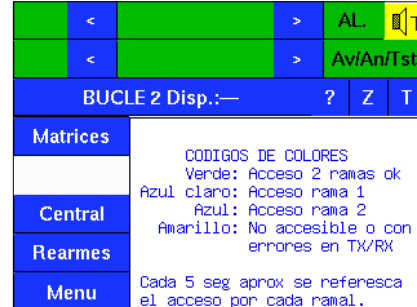 < > AL. T
< > Av/An/Tst
BUCLE 2 Disp.:— ? Z T
Matrices
Central
Rearmes
Menu
CODIGOS DE COLORES
Verde: Acceso 2 ramas ok
Azul claro: Acceso rama 1
Azul: Acceso rama 2
Amarillo: No accesible o con
errores en TX/RX
Cada 5 seg aprox se referesca
el acceso por cada ramal.